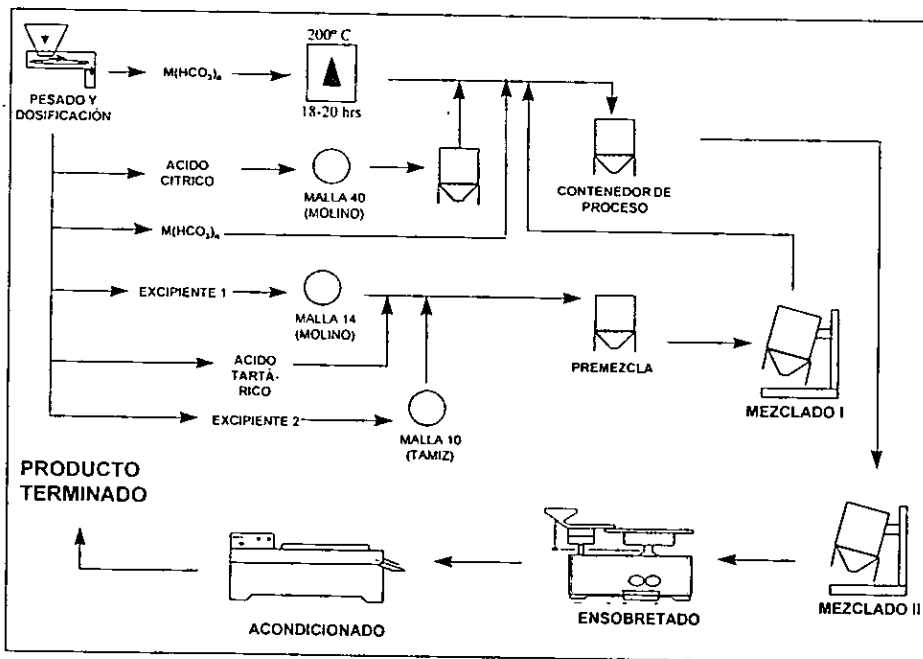 200° C
M(HCO₃)ₙ
18-20 hrs
PESADO Y
DOSIFICACIÓN
ACIDO
CITRICO
MALLA 40
(MOLINO)
CONTENEDOR DE
PROCESO
M(HCO₃)ₙ
EXCIPIENTE 1
MALLA 14
(MOLINO)
ACIDO
TARTÁ-
RICO
PREMEZCLA
MEZCLADO I
EXCIPIENTE 2
MALLA 10
(TAMIZ)
PRODUCTO
TERMINADO
ACONDICIONADO
ENSOBRETADO
MEZCLADO II